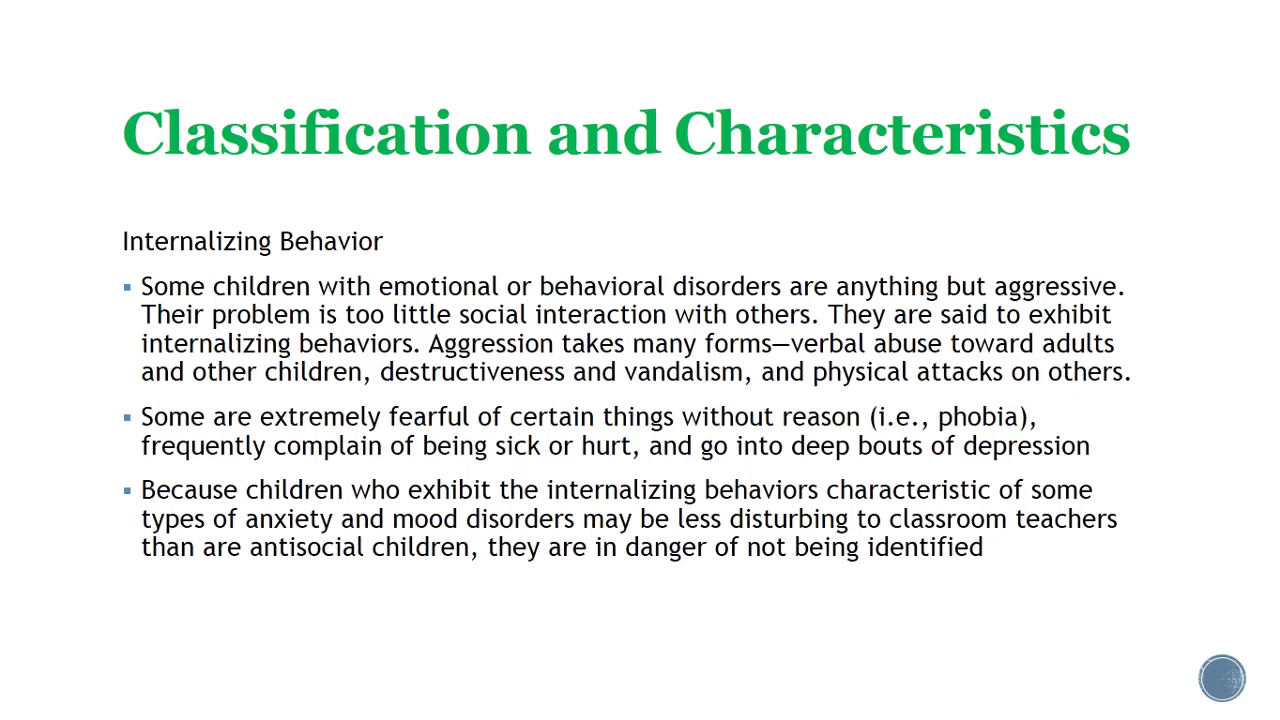 Classification and Characteristics
Internalizing Behavior
▪ Some children with emotional or behavioral disorders are anything but aggressive.
Their problem is too little social interaction with others. They are said to exhibit
internalizing behaviors. Aggression takes many forms—verbal abuse toward adults
and other children, destructiveness and vandalism, and physical attacks on others.
▪ Some are extremely fearful of certain things without reason (i.e., phobia),
frequently complain of being sick or hurt, and go into deep bouts of depression
▪ Because children who exhibit the internalizing behaviors characteristic of some
types of anxiety and mood disorders may be less disturbing to classroom teachers
than are antisocial children, they are in danger of not being identified